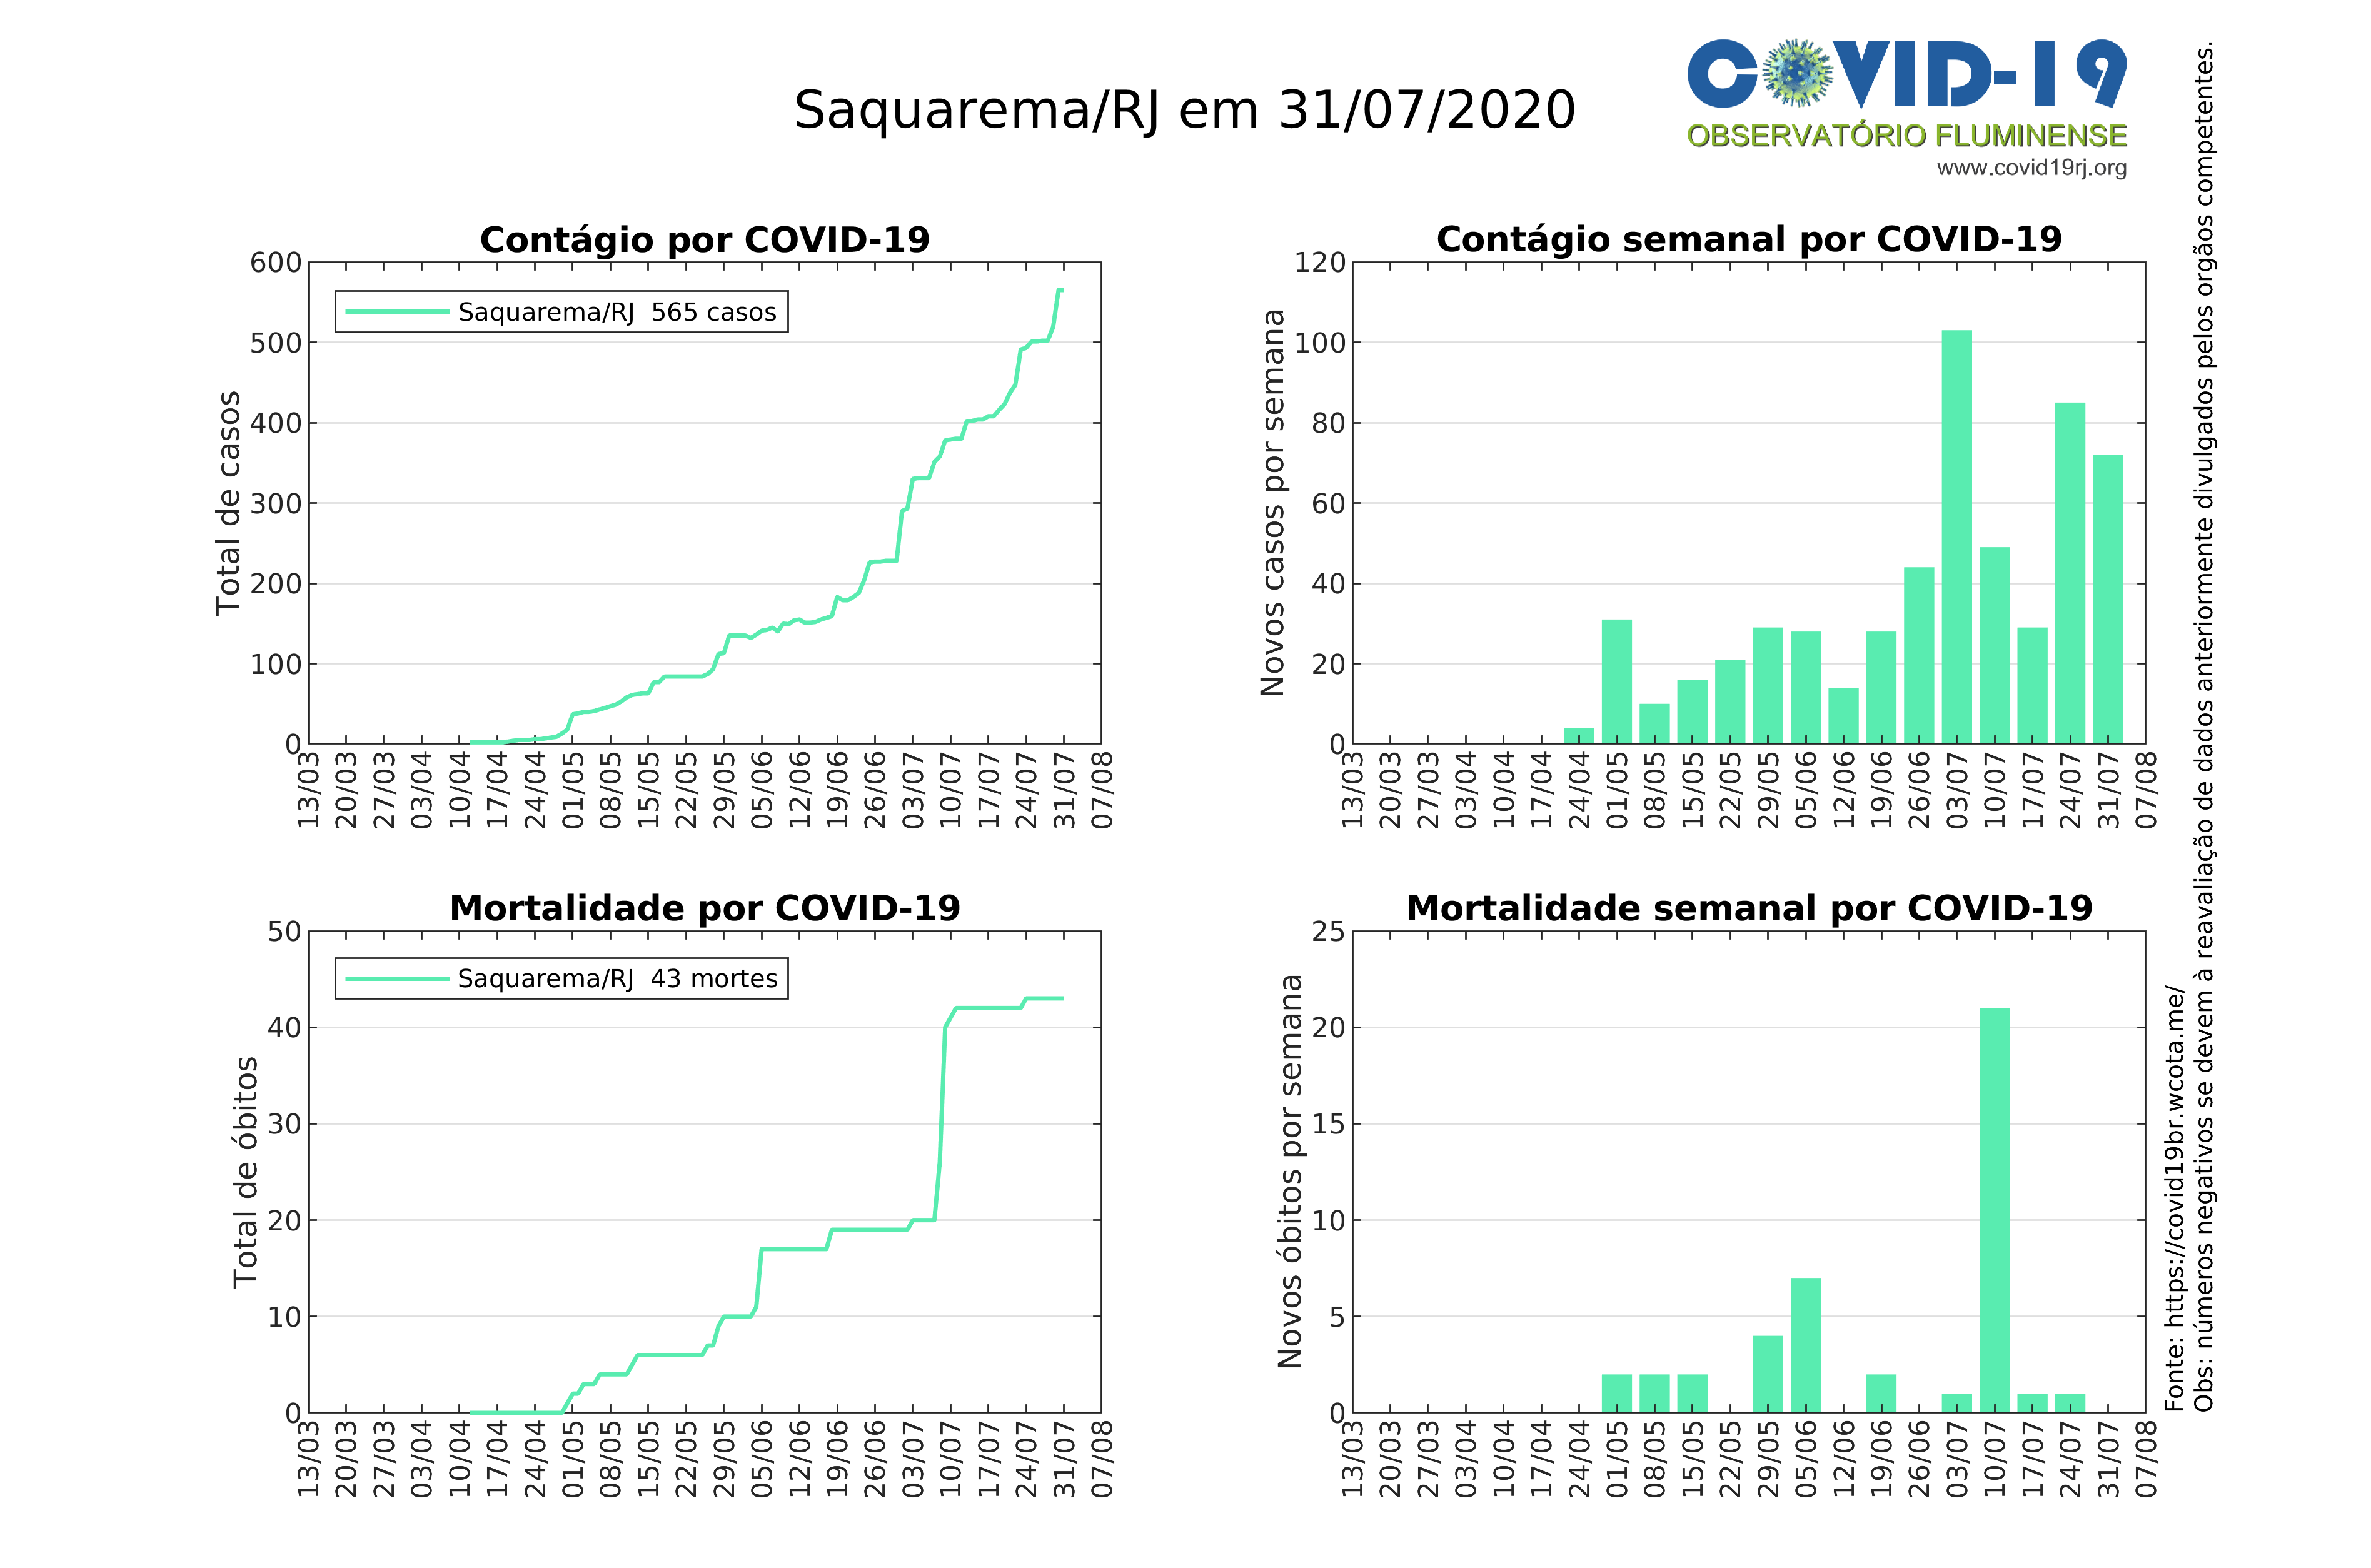 Saquarema/RJ em 31/07/2020
COVID-19
OBSERVATÓRIO FLUMINENSE
www.covid19rj.org
Contágio por COVID-19
Total de casos
600
500
400
300
200
100
0
Saquarema/RJ 565 casos
13/03 20/03 27/03 03/04 10/04 17/04 24/04 01/05 08/05 15/05 22/05 29/05 05/06 12/06 19/06 26/06 03/07 10/07 17/07 24/07 31/07 07/08
Contágio semanal por COVID-19
Novos casos por semana
120
100
80
60
40
20
0
13/03 20/03 27/03 03/04 10/04 17/04 24/04 01/05 08/05 15/05 22/05 29/05 05/06 12/06 19/06 26/06 03/07 10/07 17/07 24/07 31/07 07/08
Mortalidade por COVID-19
Total de óbitos
50
40
30
20
10
0
Saquarema/RJ 43 mortes
13/03 20/03 27/03 03/04 10/04 17/04 24/04 01/05 08/05 15/05 22/05 29/05 05/06 12/06 19/06 26/06 03/07 10/07 17/07 24/07 31/07 07/08
Mortalidade semanal por COVID-19
Novos óbitos por semana
25
20
15
10
5
0
13/03 20/03 27/03 03/04 10/04 17/04 24/04 01/05 08/05 15/05 22/05 29/05 05/06 12/06 19/06 26/06 03/07 10/07 17/07 24/07 31/07 07/08
Fonte: https://covid19br.wcota.me/
Obs: números negativos se devem à reavaliação de dados anteriormente divulgados pelos orgãos competentes.